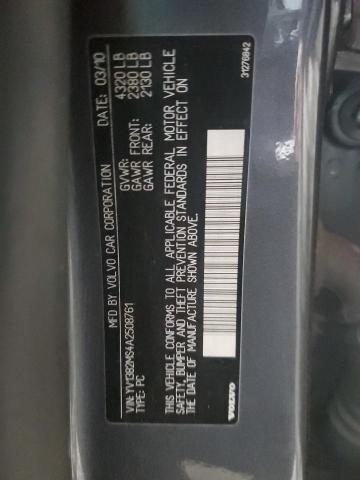 MFD BY VOLVO CAR CORPORATION DATE: 03/10
GVWR: 4320 LB
GAWR FRONT: 2380 LB
GAWR REAR: 2130 LB
VIN: YV1382MS4A2508761
TYPE: PC
THIS VEHICLE CONFORMS TO ALL APPLICABLE FEDERAL MOTOR VEHICLE
SAFETY, BUMPER AND THEFT PREVENTION STANDARDS IN EFFECT ON
THE DATE OF MANUFACTURE SHOWN ABOVE.
VOLVO
31276842